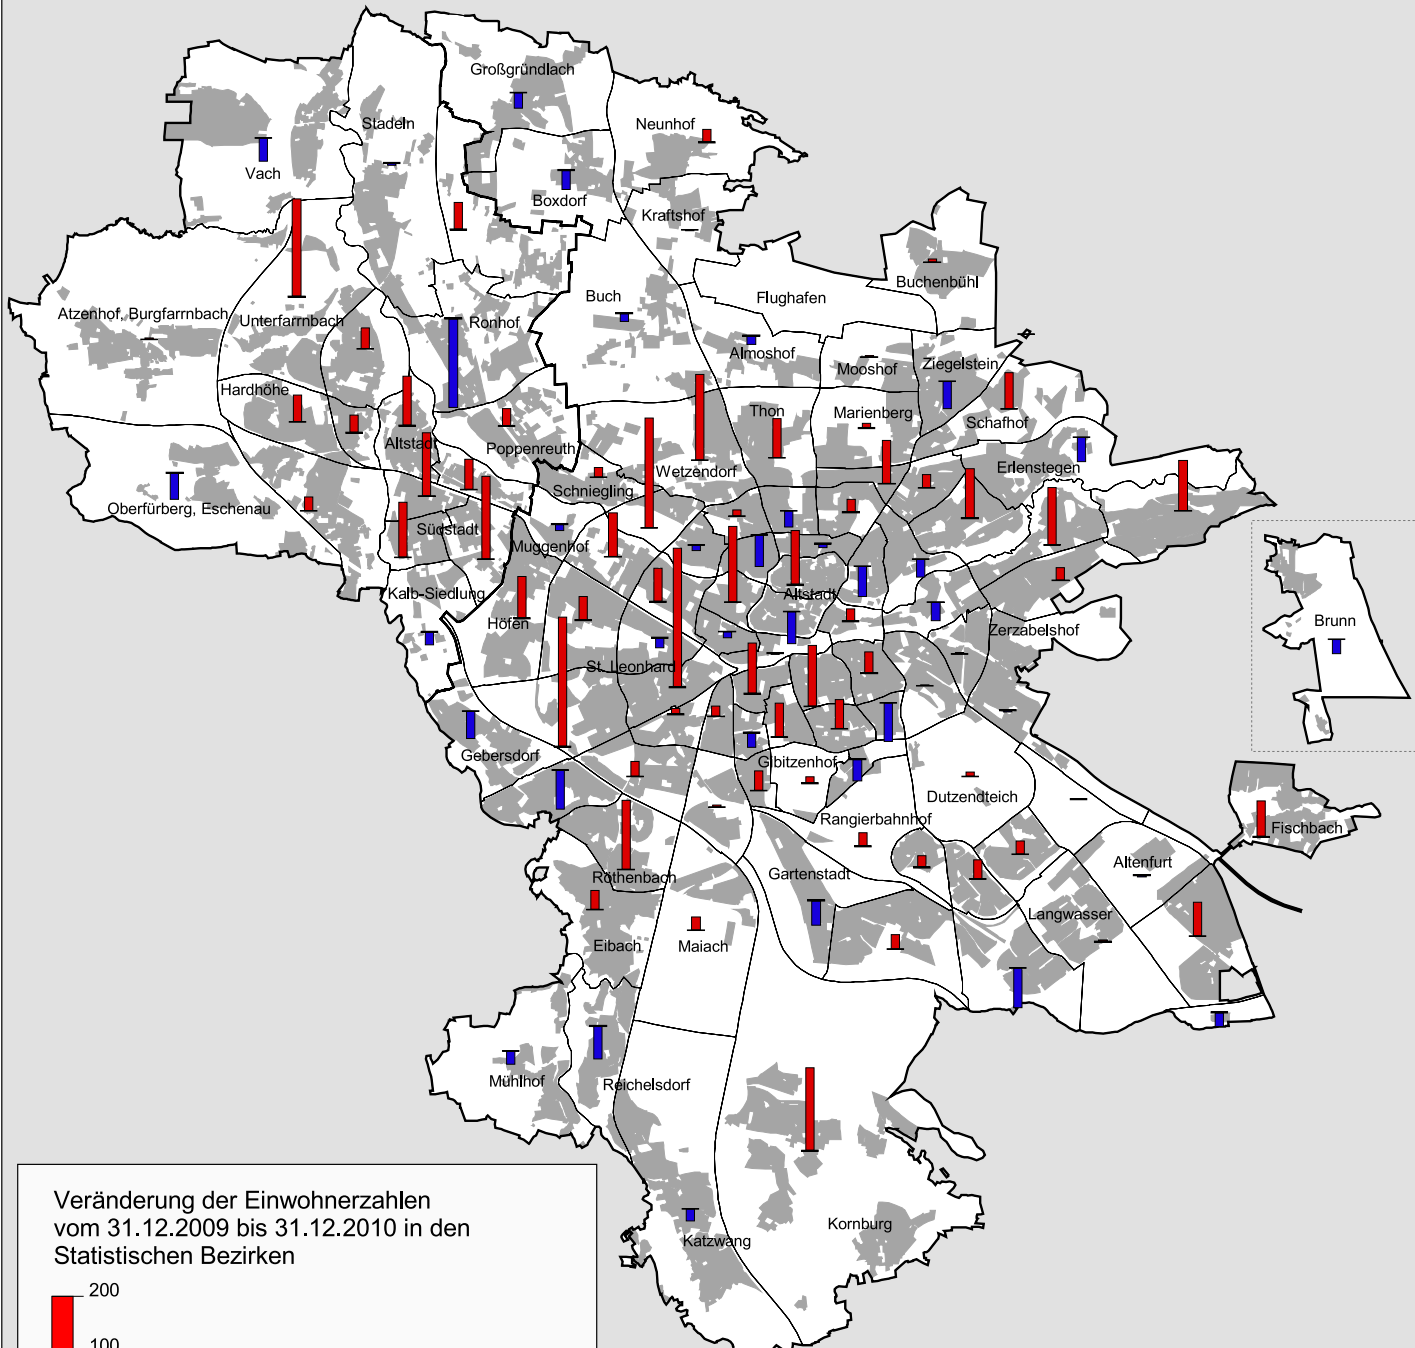 Großgründlach
Stadeln
Neunhof
Vach
Boxdorf
Kraftshof
Buchenbühl
Flughafen
Buch
Atzenhof, Burgfarrnbach
Unterfarrnbach
Ronhof
Almoshof
Mooshof
Ziegelstein
Hardhöhe
Thon
Marienberg
Schafhof
Altstadt
Poppenreuth
Wetzendorf
Erlenstegen
Schniegling
Oberfürberg, Eschenau
Südstadt
Muggenhof
Kalb-Siedlung
Altstadt
Höfen
Zerzabelshof
Brunn
St. Leonhard
Gebersdorf
Gibitzenhof
Dutzendteich
Rangierbahnhof
Fischbach
Altenfurt
Röthenbach
Gartenstadt
Langwasser
Eibach
Maiach
Mühlhof
Reichelsdorf
Kornburg
Katzwang
Veränderung der Einwohnerzahlen
vom 31.12.2009 bis 31.12.2010 in den
Statistischen Bezirken
200
100